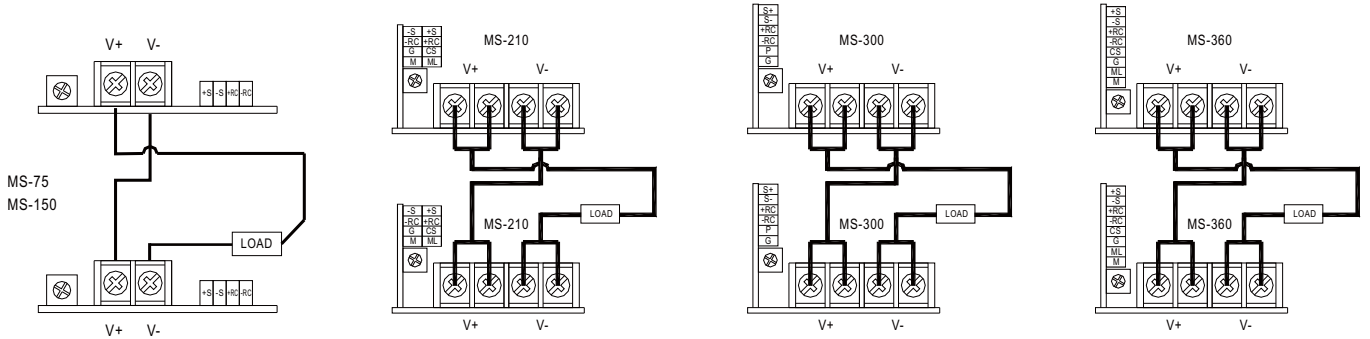 V+ V-
+S -S +RC -RC
MS-75
MS-150
LOAD
+S -S +RC -RC
V+ V-
-S +S
-RC +RC
G CS
M ML
MS-210
V+ V-
LOAD
-S +S
-RC +RC
G CS
M ML
MS-210
V+ V-
S+
S-
+RC
-RC
P
G
MS-300
V+ V-
LOAD
S+
S-
+RC
-RC
P
G
MS-300
V+ V-
+S
-S
+RC
-RC
CS
G
ML
M
MS-360
V+ V-
LOAD
+S
-S
+RC
-RC
CS
G
ML
M
MS-360
V+ V-